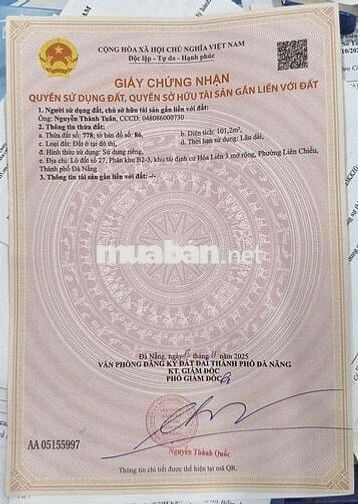 CỘNG HÒA XÃ HỘI CHỦ NGHĨA VIỆT NAM
Độc lập - Tự do - Hạnh phúc
GIẤY CHỨNG NHẬN
QUYỀN SỬ DỤNG ĐẤT, QUYỀN SỞ HỮU TÀI SẢN GẮN LIỀN VỚI ĐẤT
1. Người sử dụng đất, chủ sở hữu tài sản gắn liền với đất:
Ông: Nguyễn Thành Tuân, CCCD: 048086000730
2. Thông tin thửa đất:
a. Thửa đất số: 778, tờ bản đồ số: 86, b. Diện tích: 101,2m²,
c. Loại đất: Đất ở tại đô thị, d. Thời hạn sử dụng: Lâu dài,
đ. Hình thức sử dụng: Sử dụng riêng,
e. Địa chỉ: Lô đất số 27, Phân khu B2-3, khu tái định cư Hòa Liên 3 mở rộng, Phường Liên Chiểu,
Thành phố Đà Nẵng.
3. Thông tin tài sản gắn liền với đất: -/-
muaban.net
Đà Nẵng, ngày 13 tháng 11 năm 2025
VĂN PHÒNG ĐĂNG KÝ ĐẤT ĐAI THÀNH PHỐ ĐÀ NẴNG
KT. GIÁM ĐỐC
PHÓ GIÁM ĐỐC
Nguyễn Thành Quốc
AA 05155997
Thông tin chi tiết được thể hiện tại mã QR.